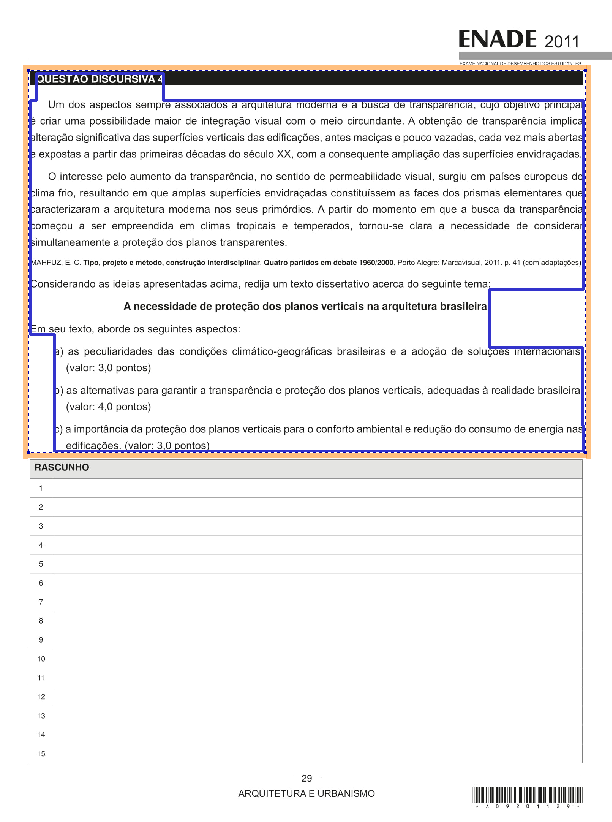 ENADE 2011
EXAME NACIONAL DE DESEMPENHO DOS ESTUDANTES
QUESTÃO DISCURSIVA 4
Um dos aspectos sempre associados à arquitetura moderna é a busca de transparência, cujo objetivo principal
é criar uma possibilidade maior de integração visual com o meio circundante. A obtenção de transparência implica
alteração significativa das superfícies verticais das edificações, antes maciças e pouco vazadas, cada vez mais abertas
e expostas a partir das primeiras décadas do século XX, com a consequente ampliação das superfícies envidraçadas.
O interesse pelo aumento da transparência, no sentido de permeabilidade visual, surgiu em países europeus de
clima frio, resultando em que amplas superfícies envidraçadas constituíssem as faces dos prismas elementares que
caracterizaram a arquitetura moderna nos seus primórdios. A partir do momento em que a busca da transparência
começou a ser empreendida em climas tropicais e temperados, tornou-se clara a necessidade de considerar
simultaneamente a proteção dos planos transparentes.
MAHFUZ, E. C. Tipo, projeto e método, construção interdisciplinar. Quatro partidos em debate 1960/2000. Porto Alegre: Marcavisual, 2011. p. 41 (com adaptações)
Considerando as ideias apresentadas acima, redija um texto dissertativo acerca do seguinte tema:
A necessidade de proteção dos planos verticais na arquitetura brasileira
Em seu texto, aborde os seguintes aspectos:
a) as peculiaridades das condições climático-geográficas brasileiras e a adoção de soluções internacionais
(valor: 3,0 pontos)
b) as alternativas para garantir a transparência e proteção dos planos verticais, adequadas à realidade brasileira
(valor: 4,0 pontos)
c) a importância da proteção dos planos verticais para o conforto ambiental e redução do consumo de energia nas
edificações. (valor: 3,0 pontos)
RASCUNHO
1
2
3
4
5
6
7
8
9
10
11
12
13
14
15
29
ARQUITETURA E URBANISMO